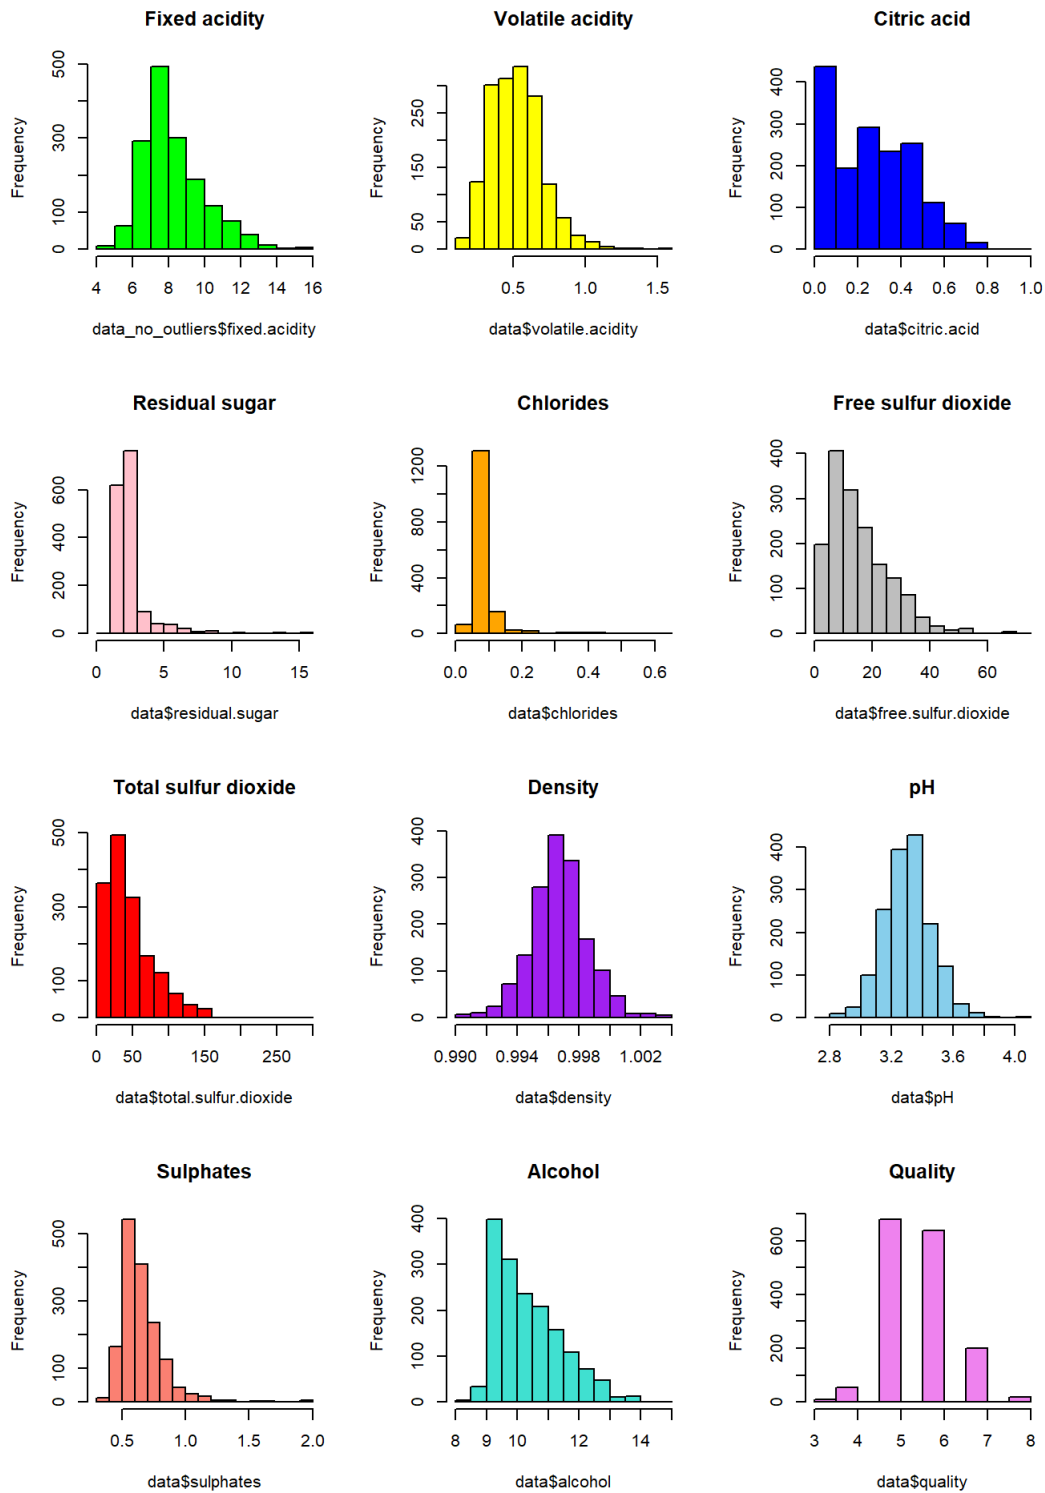 Fixed acidity
Frequency
0 100 300 500
4 6 8 10 12 14 16
data_no_outliers$fixed.acidity
Volatile acidity
Frequency
0 50 150 250
0.5 1.0 1.5
data$volatile.acidity
Citric acid
Frequency
0 100 200 300 400
0.0 0.2 0.4 0.6 0.8 1.0
data$citric.acid
Residual sugar
Frequency
0 200 400 600
0 5 10 15
data$residual.sugar
Chlorides
Frequency
0 400 800 1200
0.0 0.2 0.4 0.6
data$chlorides
Free sulfur dioxide
Frequency
0 100 200 300 400
0 20 40 60
data$free.sulfur.dioxide
Total sulfur dioxide
Frequency
0 100 300 500
0 50 150 250
data$total.sulfur.dioxide
Density
Frequency
0 100 200 300 400
0.990 0.994 0.998 1.002
data$density
pH
Frequency
0 100 200 300 400
2.8 3.2 3.6 4.0
data$pH
Sulphates
Frequency
0 100 300 500
0.5 1.0 1.5 2.0
data$sulphates
Alcohol
Frequency
0 100 200 300 400
8 9 10 12 14
data$alcohol
Quality
Frequency
0 200 400 600
3 4 5 6 7 8
data$quality